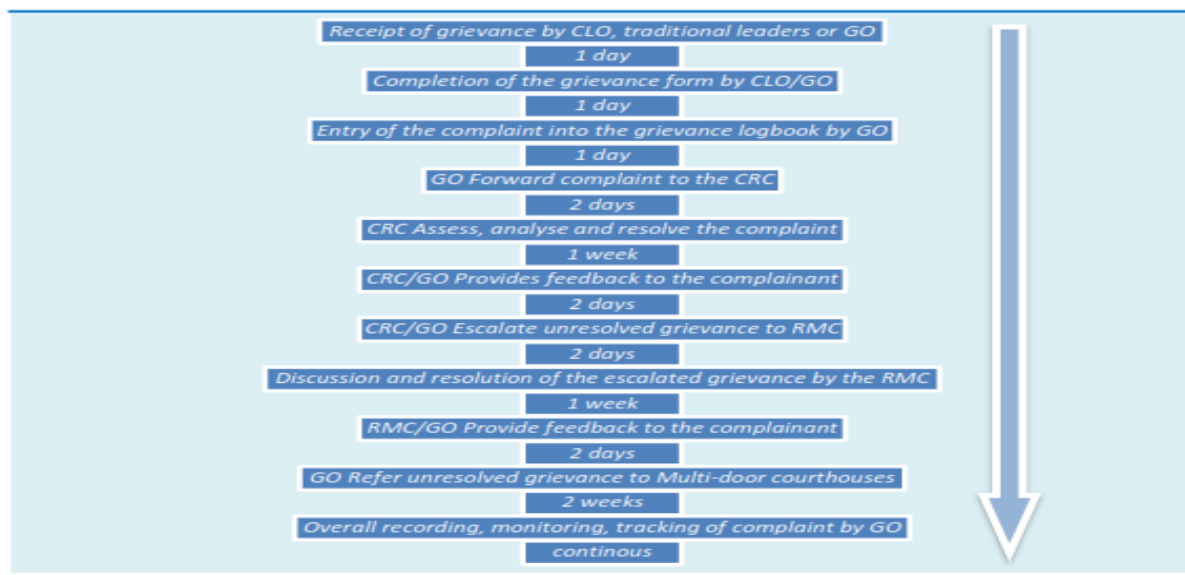 Receipt of grievance by CLO, traditional leaders or GO
1 day
Completion of the grievance form by CLO/GO
1 day
Entry of the complaint into the grievance logbook by GO
1 day
GO Forward complaint to the CRC
2 days
CRC Assess, analyse and resolve the complaint
1 week
CRC/GO Provides feedback to the complainant
2 days
CRC/GO Escalate unresolved grievance to RMC
2 days
Discussion and resolution of the escalated grievance by the RMC
1 week
RMC/GO Provide feedback to the complainant
2 days
GO Refer unresolved grievance to Multi-door courthouses
2 weeks
Overall recording, monitoring, tracking of complaint by GO
continous